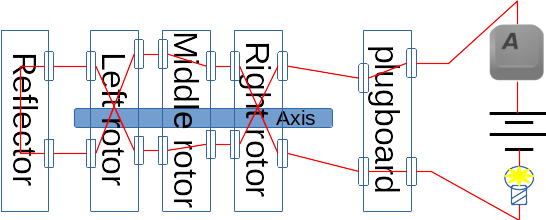 Reflector
Left rotor
Middle rotor
Right rotor
Axis
plugboard
A